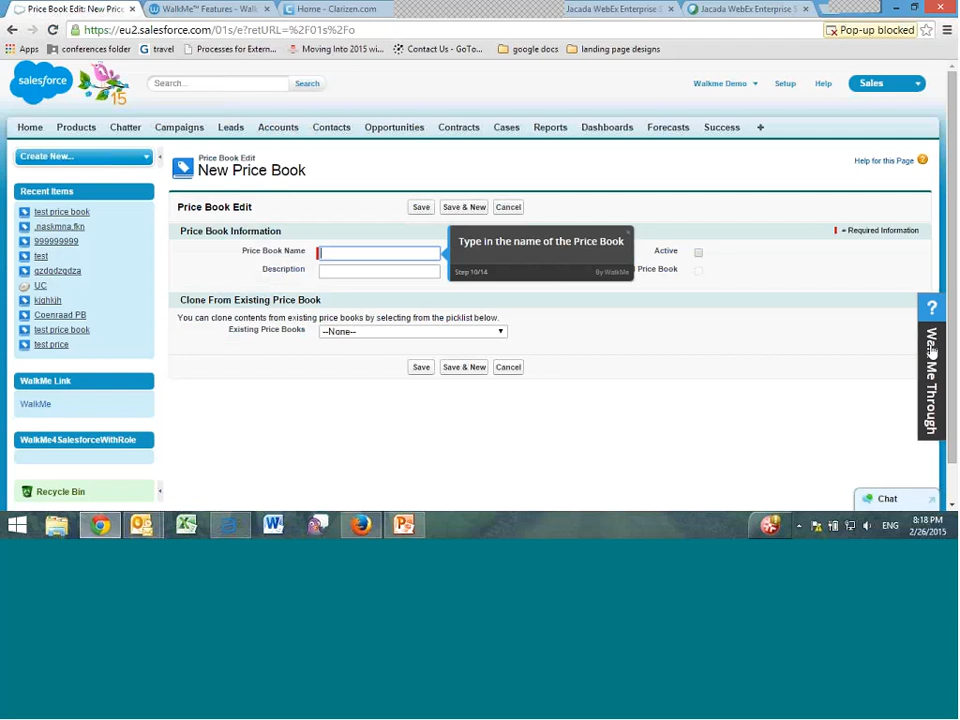 Price Book Edit: New Price
WalkMe™ Features - Walk
Home - Clarizen.com
Jacada WebEx Enterprise S
Jacada WebEx Enterprise S
https://eu2.salesforce.com/01s/e?retURL=%2F01s%2Fo
Pop-up blocked
Apps
conferences folder
travel
Processes for Extern...
Moving Into 2015 wi...
Contact Us - GoTo...
google docs
landing page designs
salesforce
15
Search...
Search
Walkme Demo
Setup
Help
Sales
Home
Products
Chatter
Campaigns
Leads
Accounts
Contacts
Opportunities
Contracts
Cases
Reports
Dashboards
Forecasts
Success
+
Create New...
Recent Items
test price book
.naskmna.fkn
999999999
test
qzdqdzqdza
UC
kjghkjh
Coenraad PB
test price book
test price
WalkMe Link
WalkMe
WalkMe4SalesforceWithRole
Recycle Bin
Price Book Edit
New Price Book
Help for this Page
Price Book Edit
Save
Save & New
Cancel
Price Book Information
= Required Information
Price Book Name
Type in the name of the Price Book
Step 10/14
By WalkMe
Active
Description
Price Book
Clone From Existing Price Book
You can clone contents from existing price books by selecting from the picklist below.
Existing Price Books
--None--
Save
Save & New
Cancel
?
Walk Me Through
Chat
ENG
8:18 PM
2/26/2015